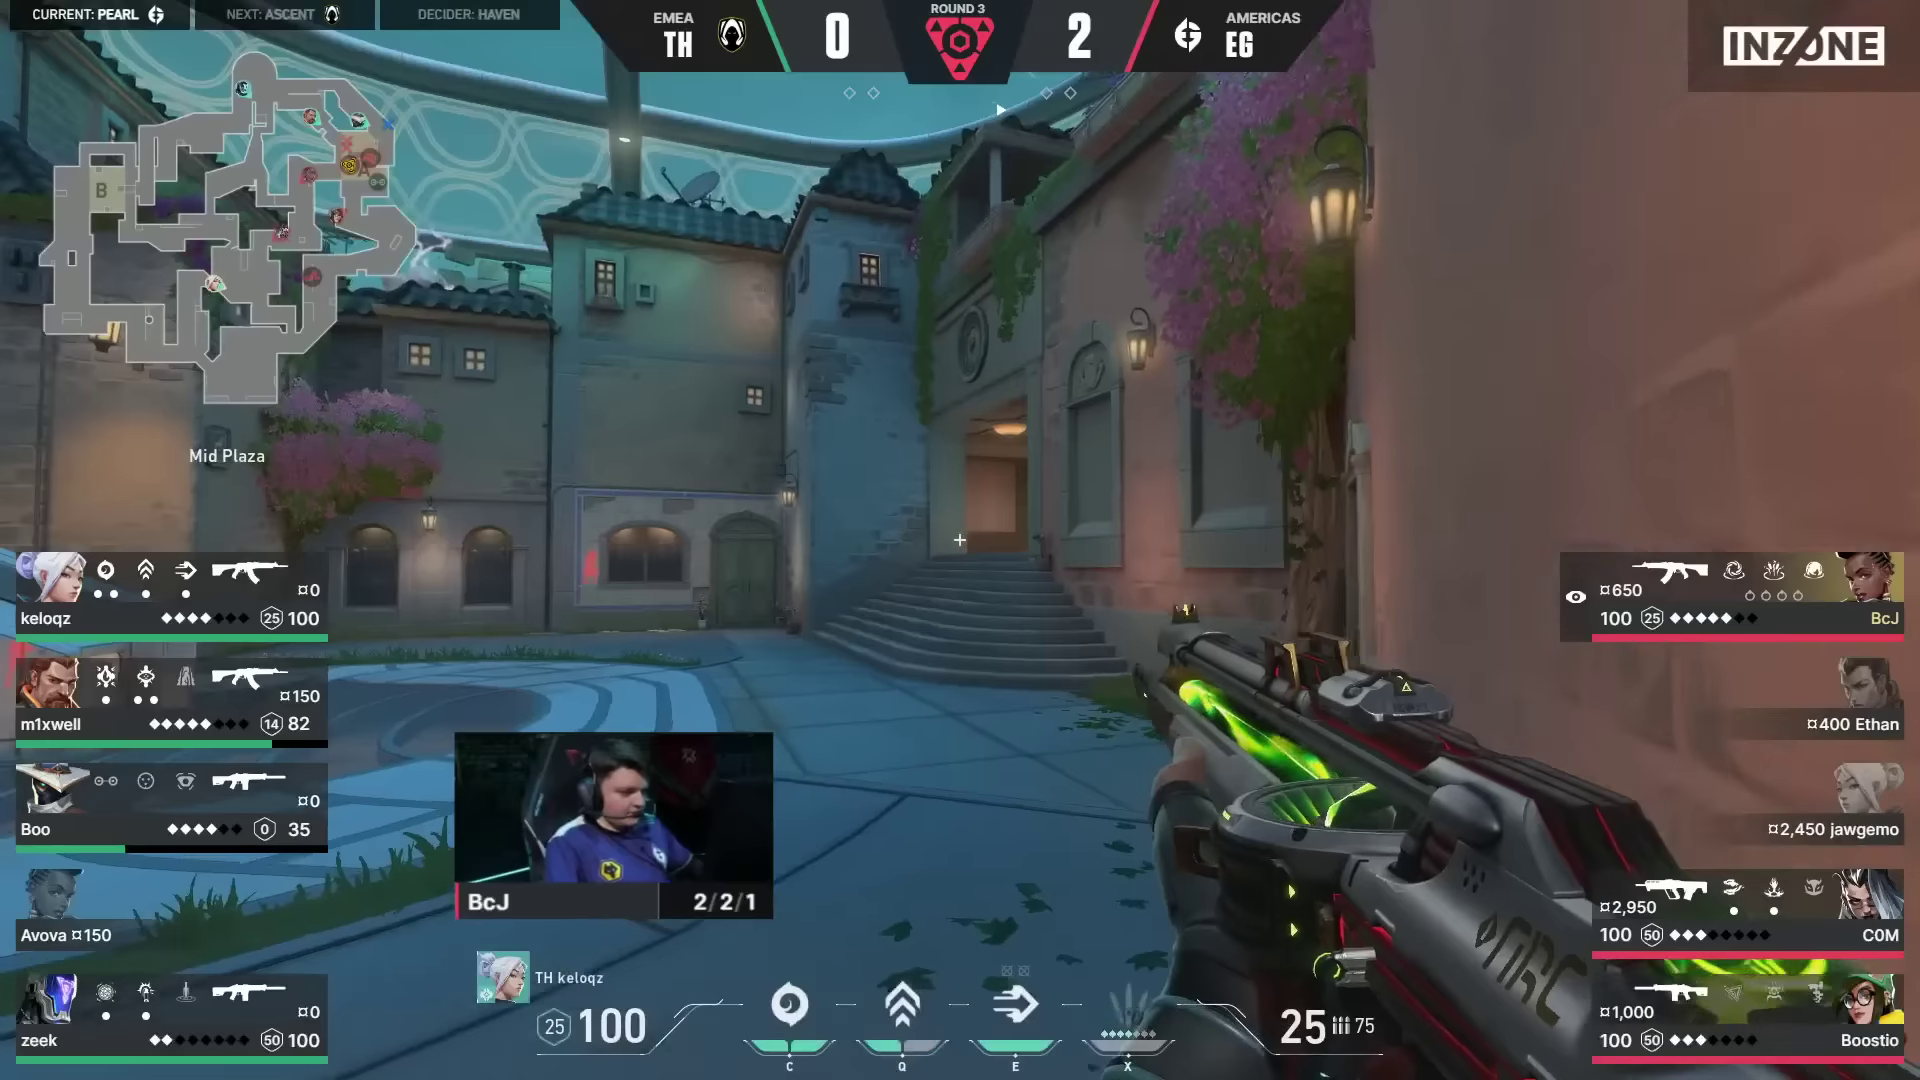 CURRENT: PEARL
NEXT: ASCENT
DECIDER: HAVEN
EMEA
TH
0
ROUND 3
2
AMERICAS
EG
INZONE
B
A
Mid Plaza
keloqz
¤0
25 100
m1xwell
¤150
14 82
Boo
¤0
0 35
Avova ¤150
zeek
¤0
50 100
¤650
100 25
BcJ
¤400 Ethan
¤2,450 jawgemo
¤2,950
100 50
C0M
¤1,000
100 50
Boostio
BcJ
2/2/1
TH keloqz
25 100
C
Q
E
X
25 75
ARC